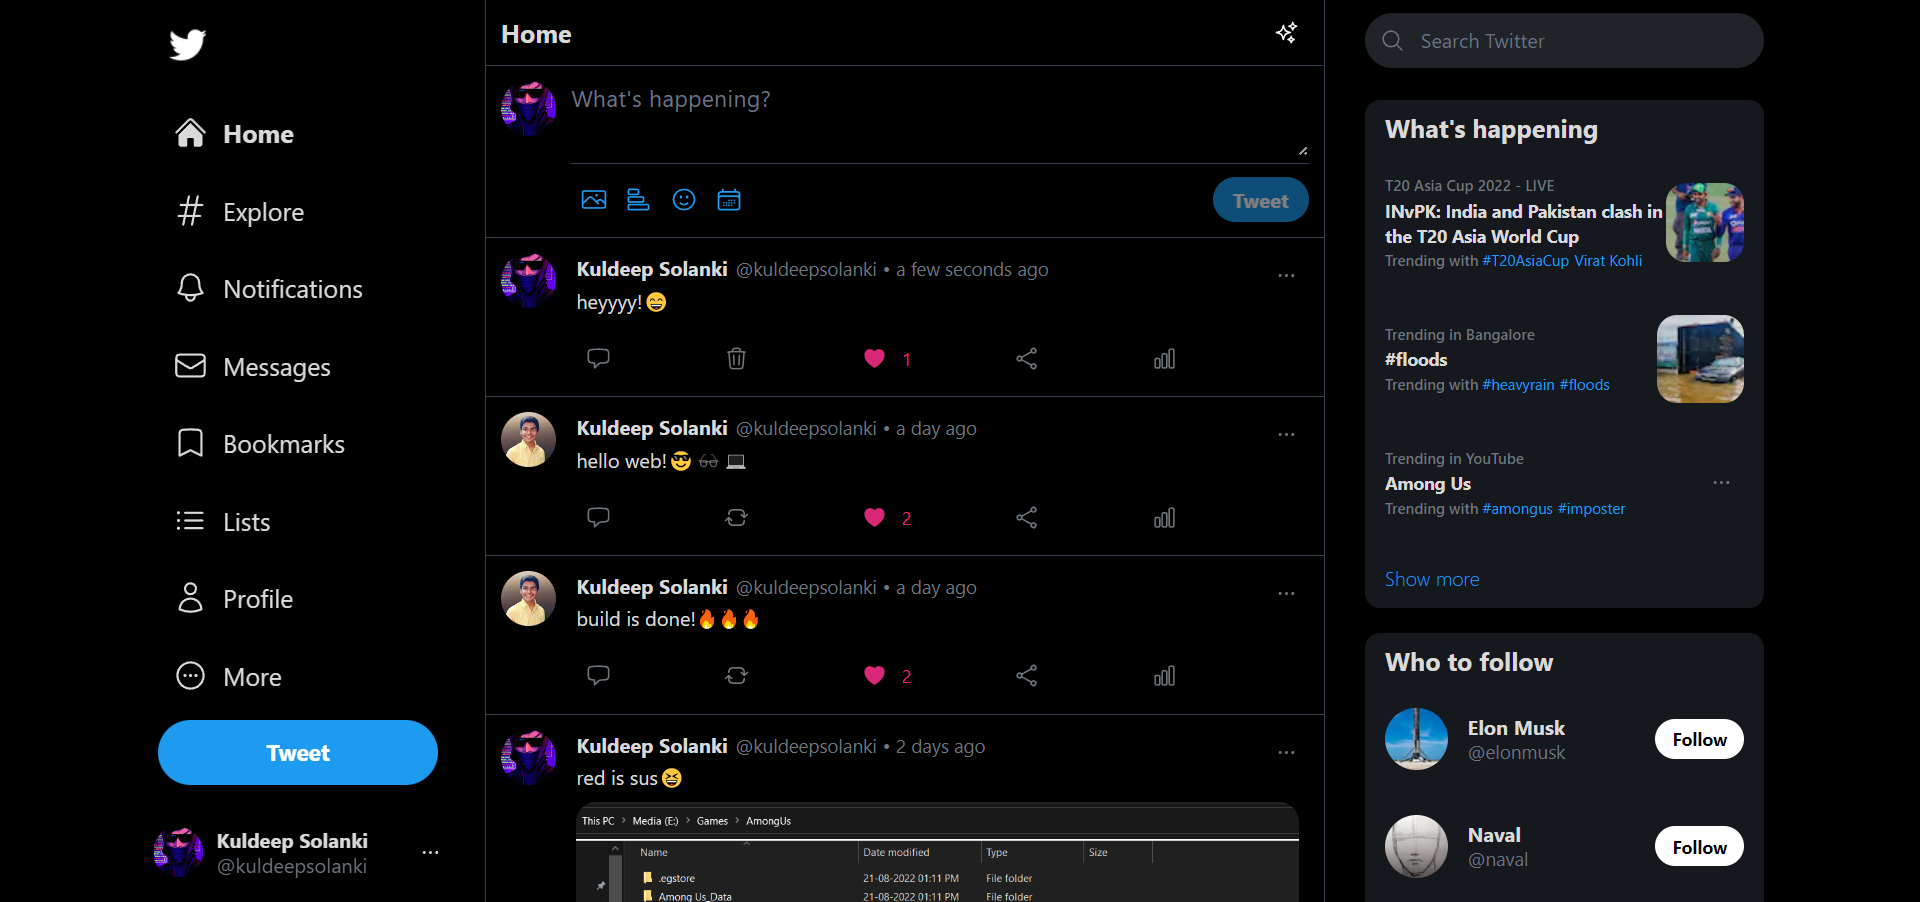 Home
Explore
Notifications
Messages
Bookmarks
Lists
Profile
More
Tweet
Kuldeep Solanki
@kuldeepsolanki
Home
What's happening?
Tweet
Kuldeep Solanki @kuldeepsolanki • a few seconds ago
heyyyy!😁
1
Kuldeep Solanki @kuldeepsolanki • a day ago
hello web!😎 👓 💻
2
Kuldeep Solanki @kuldeepsolanki • a day ago
build is done!🔥🔥🔥
2
Kuldeep Solanki @kuldeepsolanki • 2 days ago
red is sus😆
This PC > Media (E:) > Games > AmongUs
Name Date modified Type Size
.egstore 21-08-2022 01:11 PM File folder
Among Us_Data 21-08-2022 01:11 PM File folder
Search Twitter
What's happening
T20 Asia Cup 2022 - LIVE
INvPK: India and Pakistan clash in
the T20 Asia World Cup
Trending with #T20AsiaCup Virat Kohli
Trending in Bangalore
#floods
Trending with #heavyrain #floods
Trending in YouTube
Among Us
Trending with #amongus #imposter
Show more
Who to follow
Elon Musk
@elonmusk
Follow
Naval
@naval
Follow